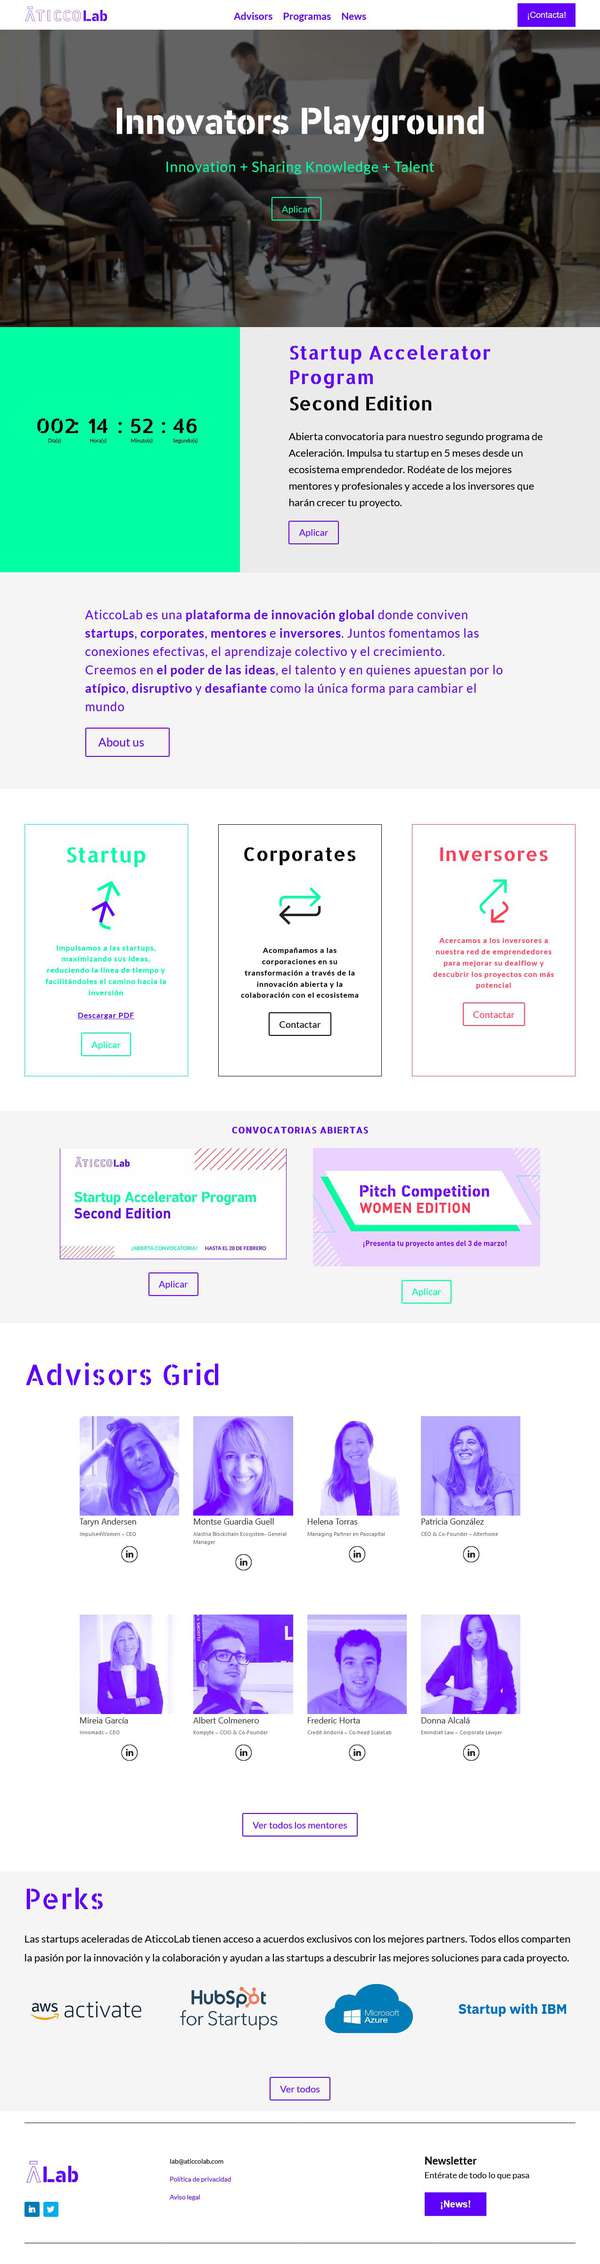 ĀTICCOLab
Advisors Programas News
¡Contacta!
Innovators Playground
Innovation + Sharing Knowledge + Talent
Aplicar
002: 14 : 52 : 46
Día(s) Hora(s) Minuto(s) Segundo(s)
Startup Accelerator
Program
Second Edition
Abierta convocatoria para nuestro segundo programa de
Aceleración. Impulsa tu startup en 5 meses desde un
ecosistema emprendedor. Rodéate de los mejores
mentores y profesionales y accede a los inversores que
harán crecer tu proyecto.
Aplicar
AticcoLab es una plataforma de innovación global donde conviven
startups, corporates, mentores e inversores. Juntos fomentamos las
conexiones efectivas, el aprendizaje colectivo y el crecimiento.
Creemos en el poder de las ideas, el talento y en quienes apuestan por lo
atípico, disruptivo y desafiante como la única forma para cambiar el
mundo
About us
Startup
Impulsamos a las startups,
maximizando sus ideas,
reduciendo la línea de tiempo y
facilitándoles el camino hacia la
inversión
Descargar PDF
Aplicar
Corporates
Acompañamos a las
corporaciones en su
transformación a través de la
innovación abierta y la
colaboración con el ecosistema
Contactar
Inversores
Acercamos a los inversores a
nuestra red de emprendedores
para mejorar su dealflow y
descubrir los proyectos con más
potencial
Contactar
CONVOCATORIAS ABIERTAS
ĀTICCOLab
Startup Accelerator Program
Second Edition
¡ABIERTA CONVOCATORIA! HASTA EL 28 DE FEBRERO
Aplicar
Pitch Competition
WOMEN EDITION
¡Presenta tu proyecto antes del 3 de marzo!
Aplicar
Advisors Grid
Taryn Andersen
Impulse4Women – CEO
in
Montse Guardia Guell
Alastria Blockchain Ecosystem- General
Manager
in
Helena Torras
Managing Partner en Paocapital
in
Patricia González
CEO & Co-Founder – Alterhome
in
Mireia García
Innomads – CEO
in
Albert Colmenero
Kompyte – COO & Co-Founder
in
Frederic Horta
Crèdit Andorrà – Co-head Scalelab
in
Donna Alcalá
Emindset Law – Corporate Lawyer
in
Ver todos los mentores
Perks
Las startups aceleradas de AticcoLab tienen acceso a acuerdos exclusivos con los mejores partners. Todos ellos comparten
la pasión por la innovación y la colaboración y ayudan a las startups a descubrir las mejores soluciones para cada proyecto.
aws activate
HubSpot
for Startups
Microsoft
Azure
Startup with IBM
Ver todos
ĀLab
in
lab@aticcolab.com
Política de privacidad
Aviso legal
Newsletter
Entérate de todo lo que pasa
¡News!